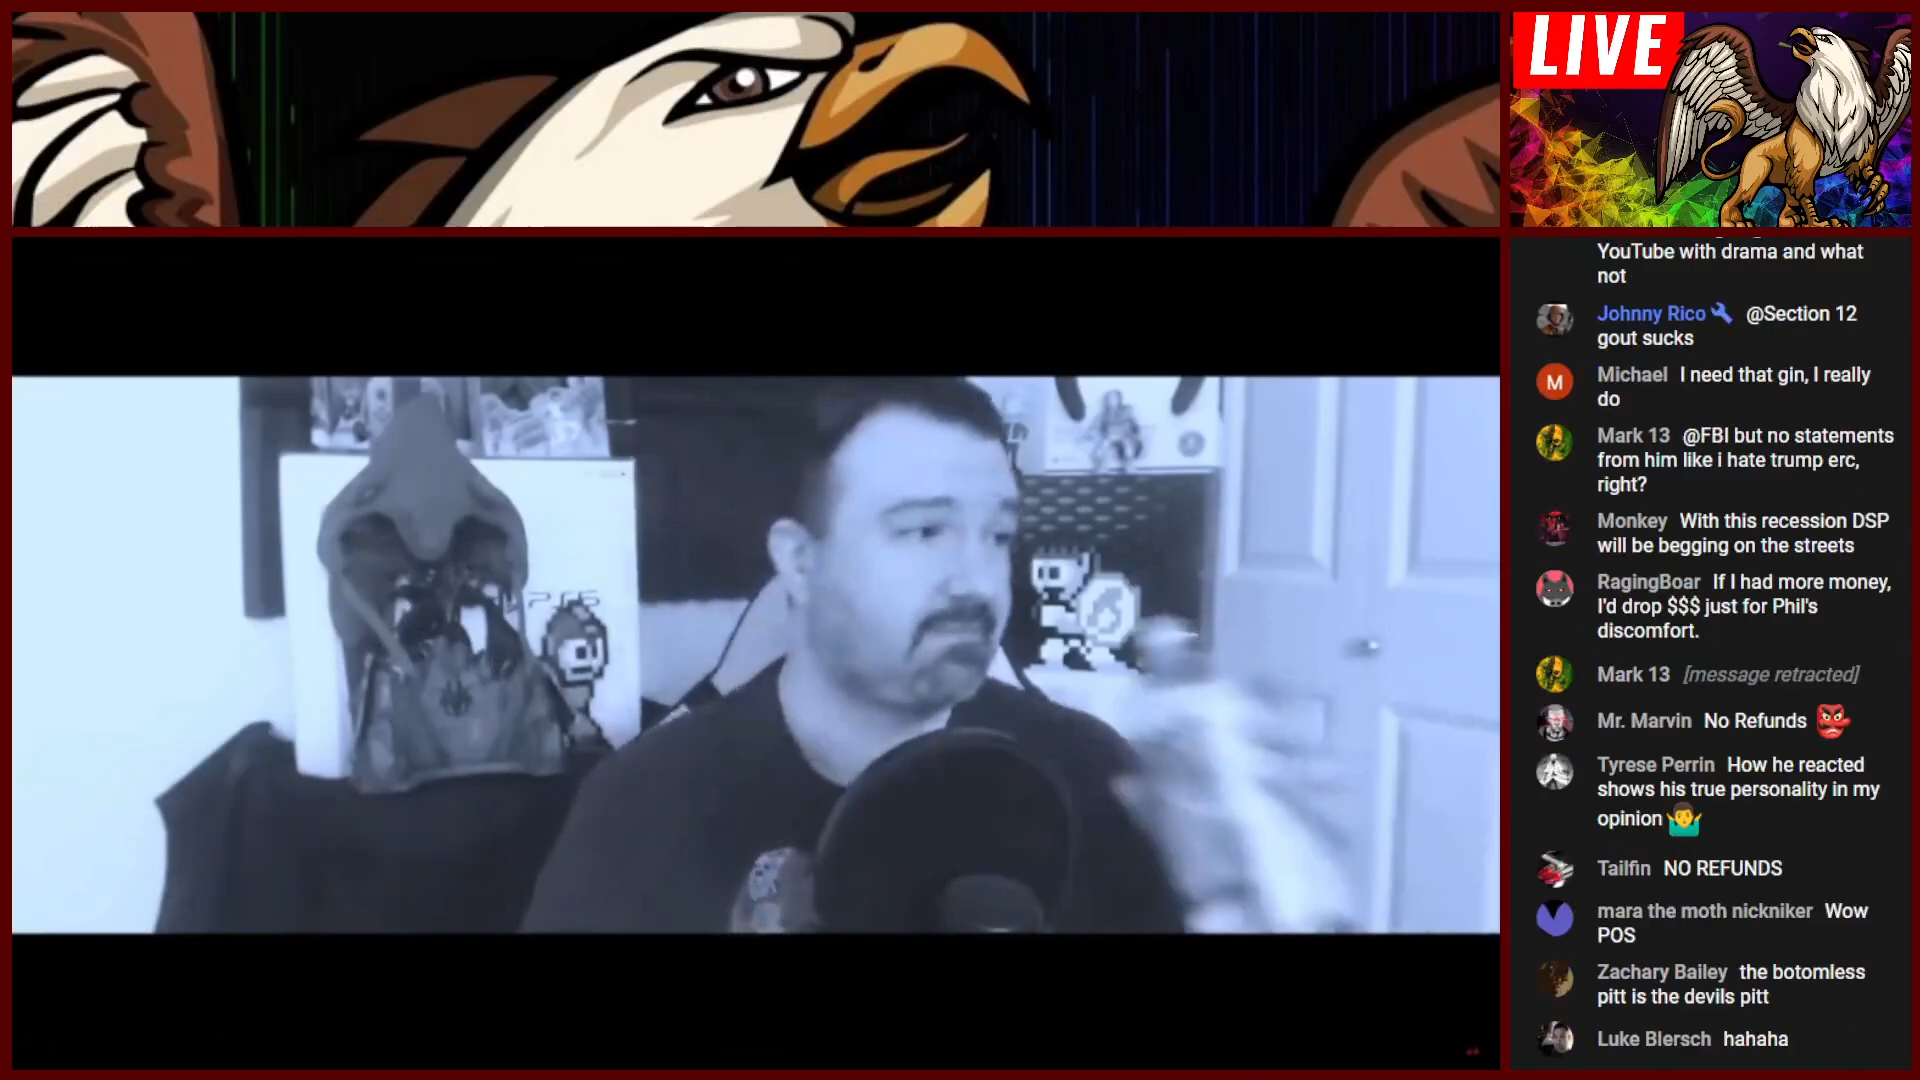 LIVE
YouTube with drama and what
not
Johnny Rico @Section 12
gout sucks
M
Michael I need that gin, I really
do
Mark 13 @FBI but no statements
from him like i hate trump erc,
right?
Monkey With this recession DSP
will be begging on the streets
RagingBoar If I had more money,
I'd drop $$$ just for Phil's
discomfort.
Mark 13 [message retracted]
Mr. Marvin No Refunds
Tyrese Perrin How he reacted
shows his true personality in my
opinion
Tailfin NO REFUNDS
mara the moth nickniker Wow
POS
Zachary Bailey the botomless
pitt is the devils pitt
Luke Blersch hahaha